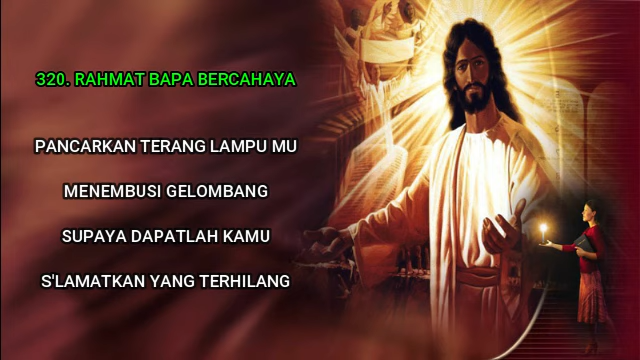 320. RAHMAT BAPA BERCAHAYA
PANCARKAN TERANG LAMPU MU
MENEMBUSI GELOMBANG
SUPAYA DAPATLAH KAMU
S'LAMATKAN YANG TERHILANG